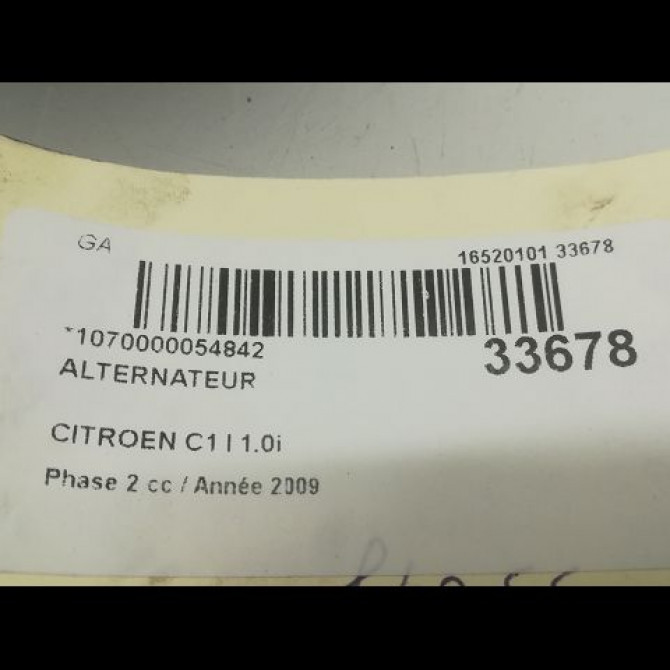 GA
16520101 33678
*1070000054842
33678
ALTERNATEUR
CITROEN C1 I 1.0i
Phase 2 cc / Année 2009